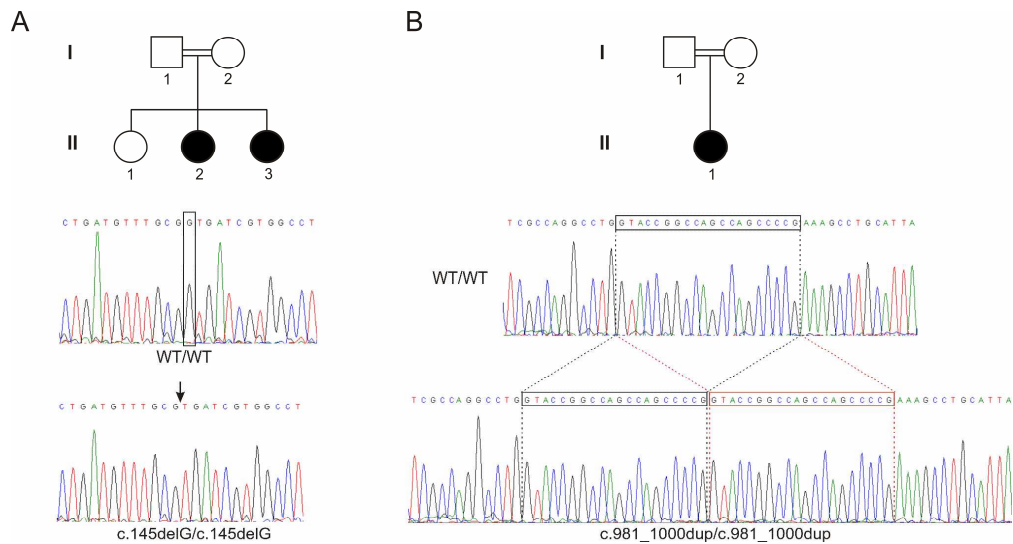 A
I
1
2
II
1
2
3
C T G A T G T T T G C G G T G A T C G T G G C C T
WT/WT
C T G A T G T T T G C G T G A T C G T G G C C T
c.145delG/c.145delG
B
I
1
2
II
1
T C G C C A G G C C T G G T A C C G G C C A G C C A G C C C C G A A A G C C T G C A T T A
WT/WT
T C G C C A G G C C T G G T A C C G G C C A G C C A G C C C C G G T A C C G G C C A G C C A G C C C C G A A A G C C T G C A T T A
c.981_1000dup/c.981_1000dup